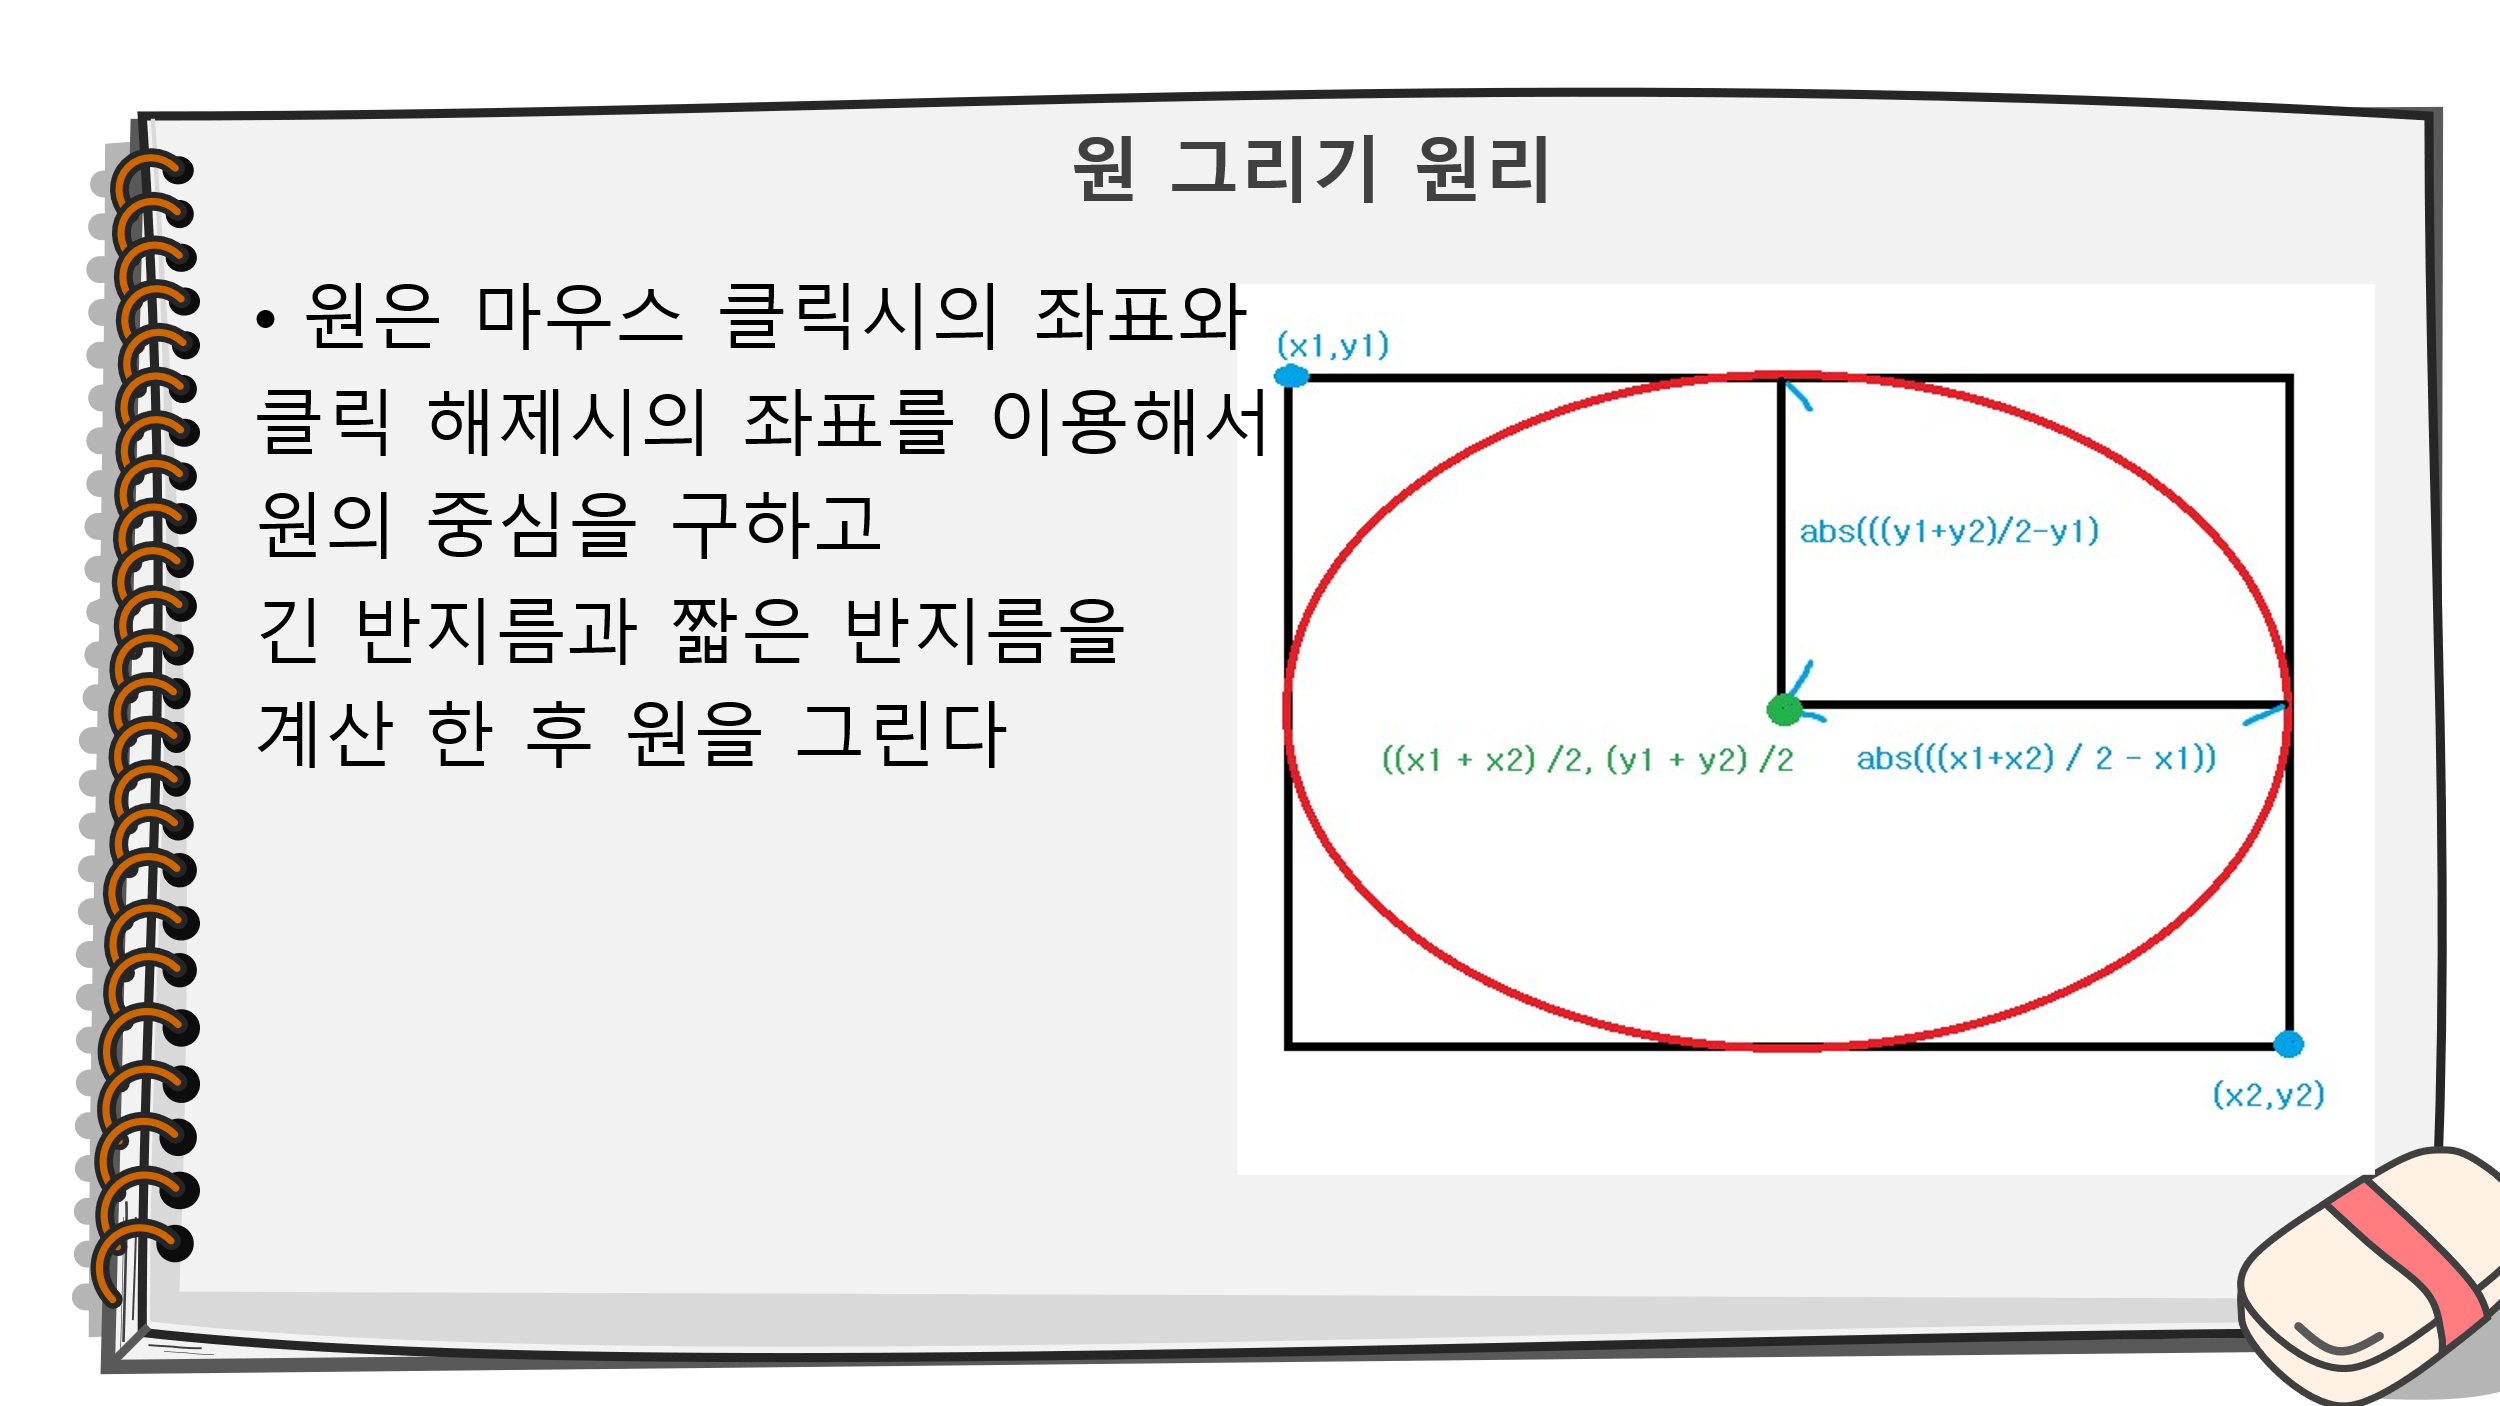 원 그리기 원리
• 원은 마우스 클릭시의 좌표와
클릭 해제시의 좌표를 이용해서
원의 중심을 구하고
긴 반지름과 짧은 반지름을
계산 한 후 원을 그린다
(x1,y1)
abs(((y1+y2)/2-y1)
((x1 + x2) /2, (y1 + y2) /2
abs(((x1+x2) / 2 - x1))
(x2,y2)